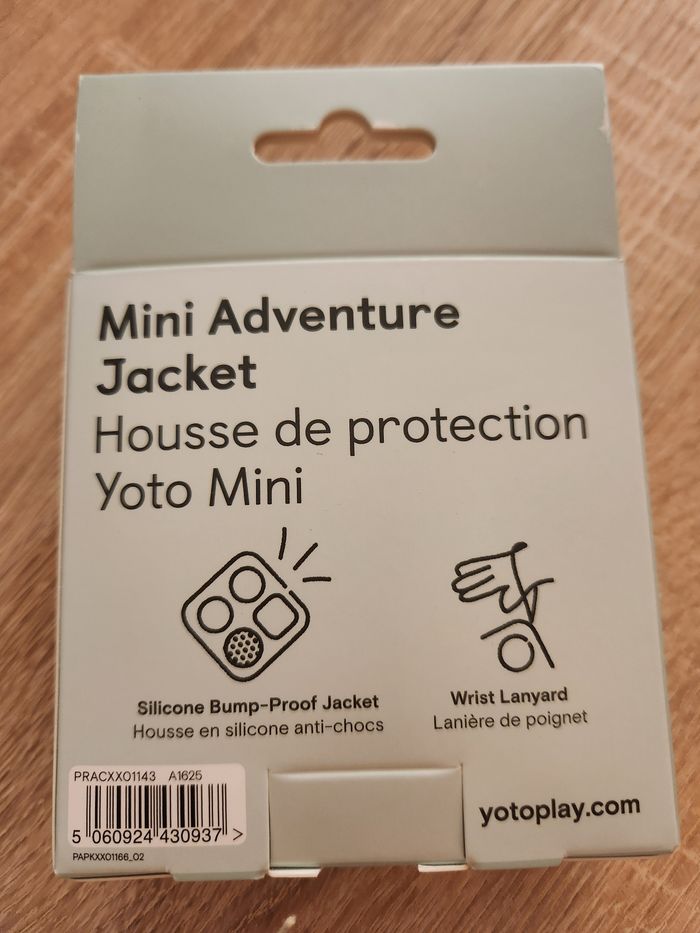 Mini Adventure
Jacket
Housse de protection
Yoto Mini
Silicone Bump-Proof Jacket
Housse en silicone anti-chocs
Wrist Lanyard
Lanière de poignet
PRACXX01143 A1625
5 060924 430937 >
PAPKXX01166_02
yotoplay.com